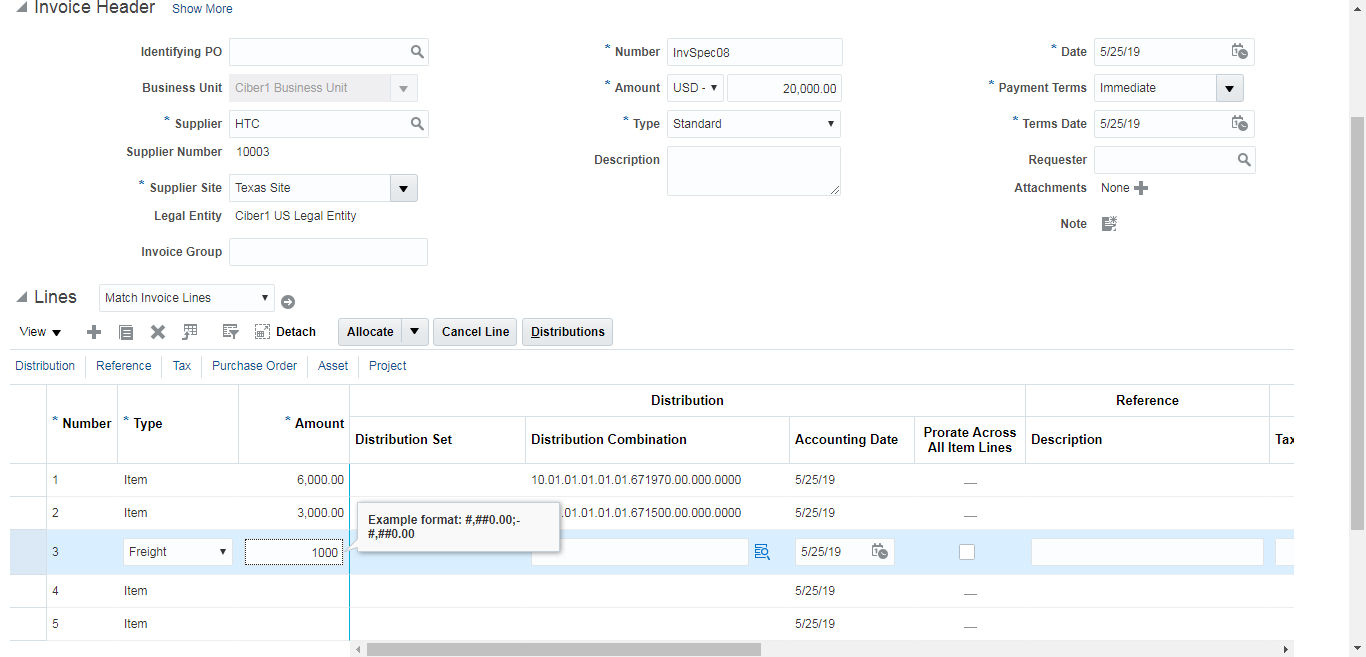 Invoice Header Show More
Identifying PO
* Number InvSpec08
* Date 5/25/19
Business Unit Ciber1 Business Unit
* Amount USD - 20,000.00
* Payment Terms Immediate
* Supplier HTC
* Type Standard
* Terms Date 5/25/19
Supplier Number 10003
Description
Requester
* Supplier Site Texas Site
Attachments None
Legal Entity Ciber1 US Legal Entity
Note
Invoice Group
Lines Match Invoice Lines
View Detach Allocate Cancel Line Distributions
Distribution Reference Tax Purchase Order Asset Project
Distribution Reference
* Number * Type * Amount
Distribution Set Distribution Combination Accounting Date Prorate Across All Item Lines Description Tax
1 Item 6,000.00 10.01.01.01.01.01.671970.00.000.0000 5/25/19
2 Item 3,000.00 .01.01.01.01.671500.00.000.0000 5/25/19
Example format: #,##0.00;-
#,##0.00
3 Freight 1000 5/25/19
4 Item 5/25/19
5 Item 5/25/19